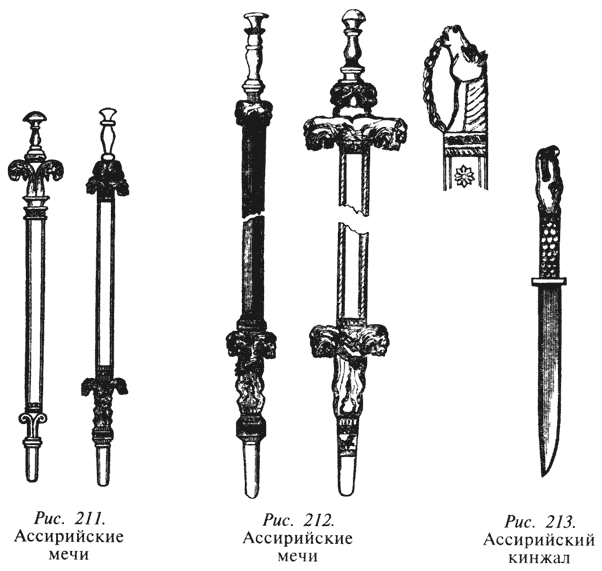 Рис. 211.
Ассирийские
мечи
Рис. 212.
Ассирийские
мечи
Рис. 213.
Ассирийский
кинжал